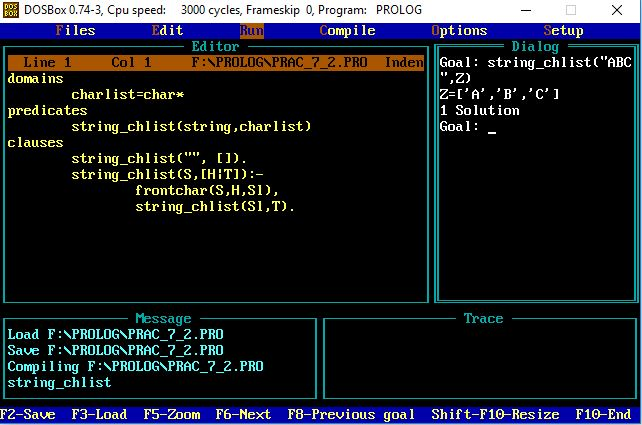 DOSBox 0.74-3, Cpu speed: 3000 cycles, Frameskip 0, Program: PROLOG
Files Edit Run Compile Options Setup
Editor
Line 1 Col 1 F:\PROLOG\PRAC_7_2.PRO Inden
domains
charlist=char*
predicates
string_chlist(string,charlist)
clauses
string_chlist("", []).
string_chlist(S,[H|T]):-
frontchar(S,H,S1),
string_chlist(S1,T).
Dialog
Goal: string_chlist("ABC
",Z)
Z=['A','B','C']
1 Solution
Goal: _
Message
Load F:\PROLOG\PRAC_7_2.PRO
Save F:\PROLOG\PRAC_7_2.PRO
Compiling F:\PROLOG\PRAC_7_2.PRO
string_chlist
Trace
F2-Save F3-Load F5-Zoom F6-Next F8-Previous goal Shift-F10-Resize F10-End